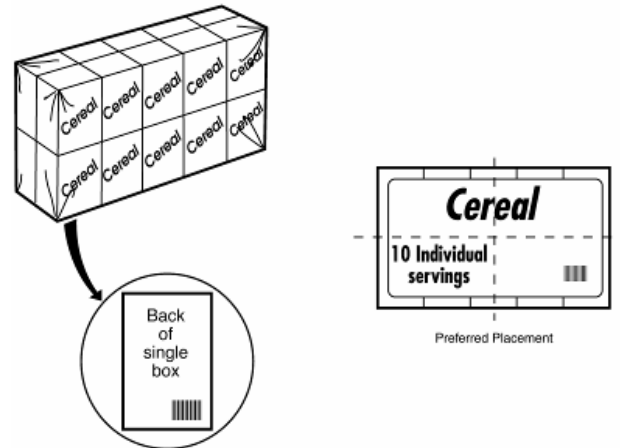 Cereal
Cereal
Cereal
Cereal
Cereal
Cereal
Cereal
Cereal
Cereal
Cereal
Back
of
single
box
Cereal
10 Individual
servings
Preferred Placement